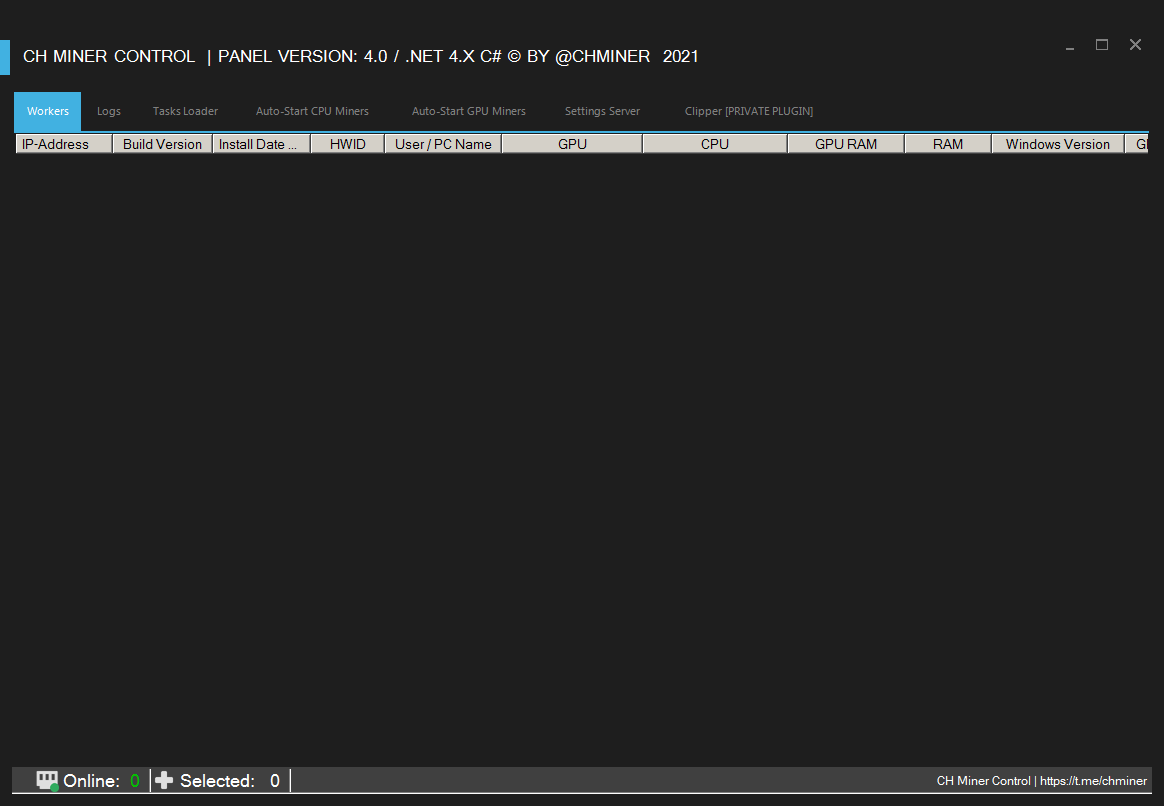 CH MINER CONTROL | PANEL VERSION: 4.0 / .NET 4.X C# © BY @CHMINER 2021
Workers Logs Tasks Loader Auto-Start CPU Miners Auto-Start GPU Miners Settings Server Clipper [PRIVATE PLUGIN]
IP-Address Build Version Install Date ... HWID User / PC Name GPU CPU GPU RAM RAM Windows Version
Online: 0 Selected: 0 CH Miner Control | https://t.me/chminer